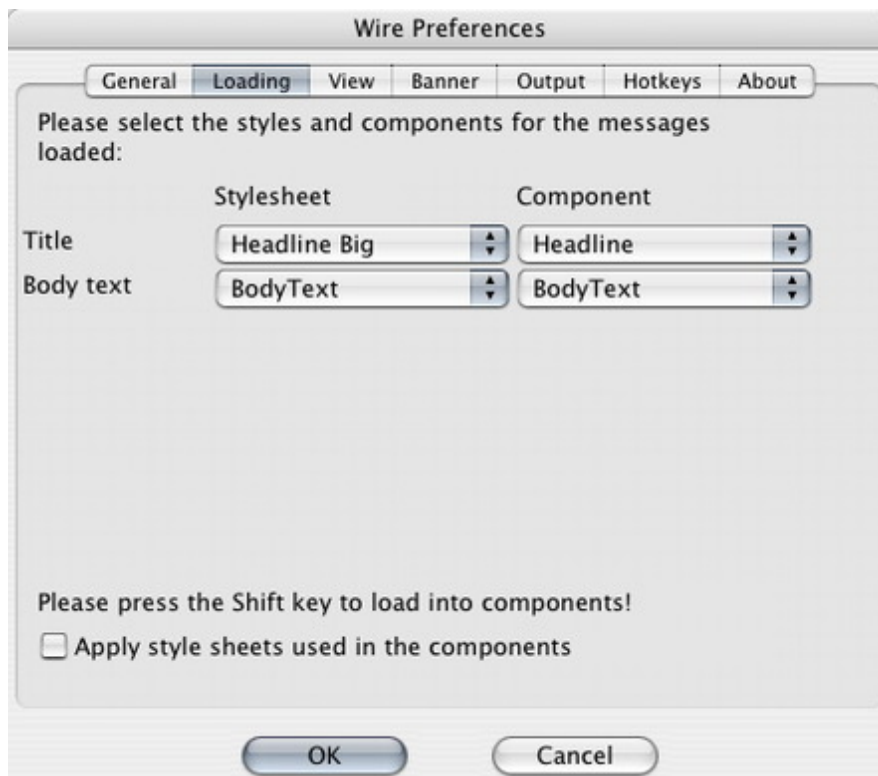 Wire Preferences
General Loading View Banner Output Hotkeys About
Please select the styles and components for the messages
loaded:
Stylesheet Component
Title Headline Big Headline
Body text BodyText BodyText
Please press the Shift key to load into components!
Apply style sheets used in the components
OK Cancel